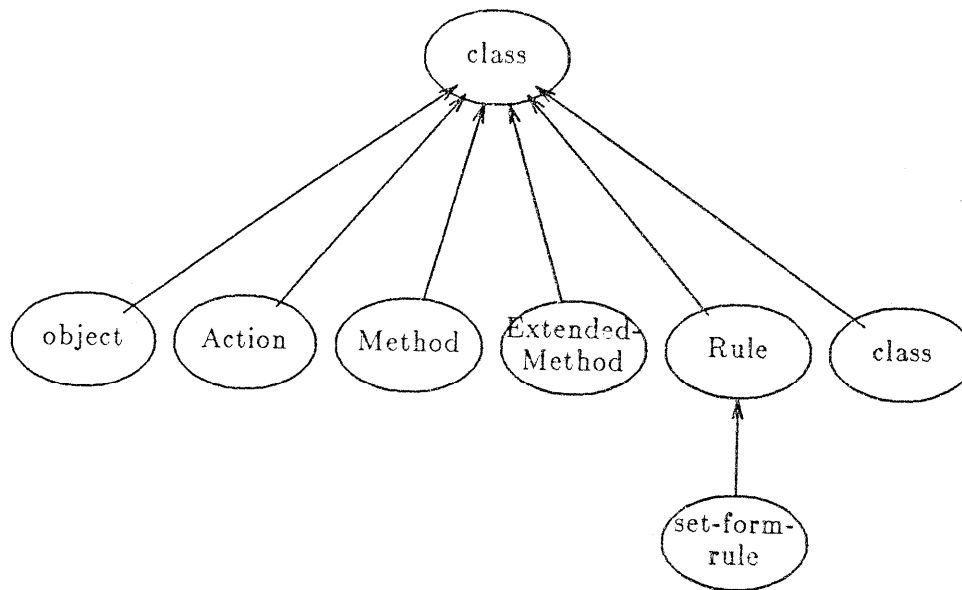 class
object
Action
Method
Extended-
Method
Rule
class
set-form-
rule